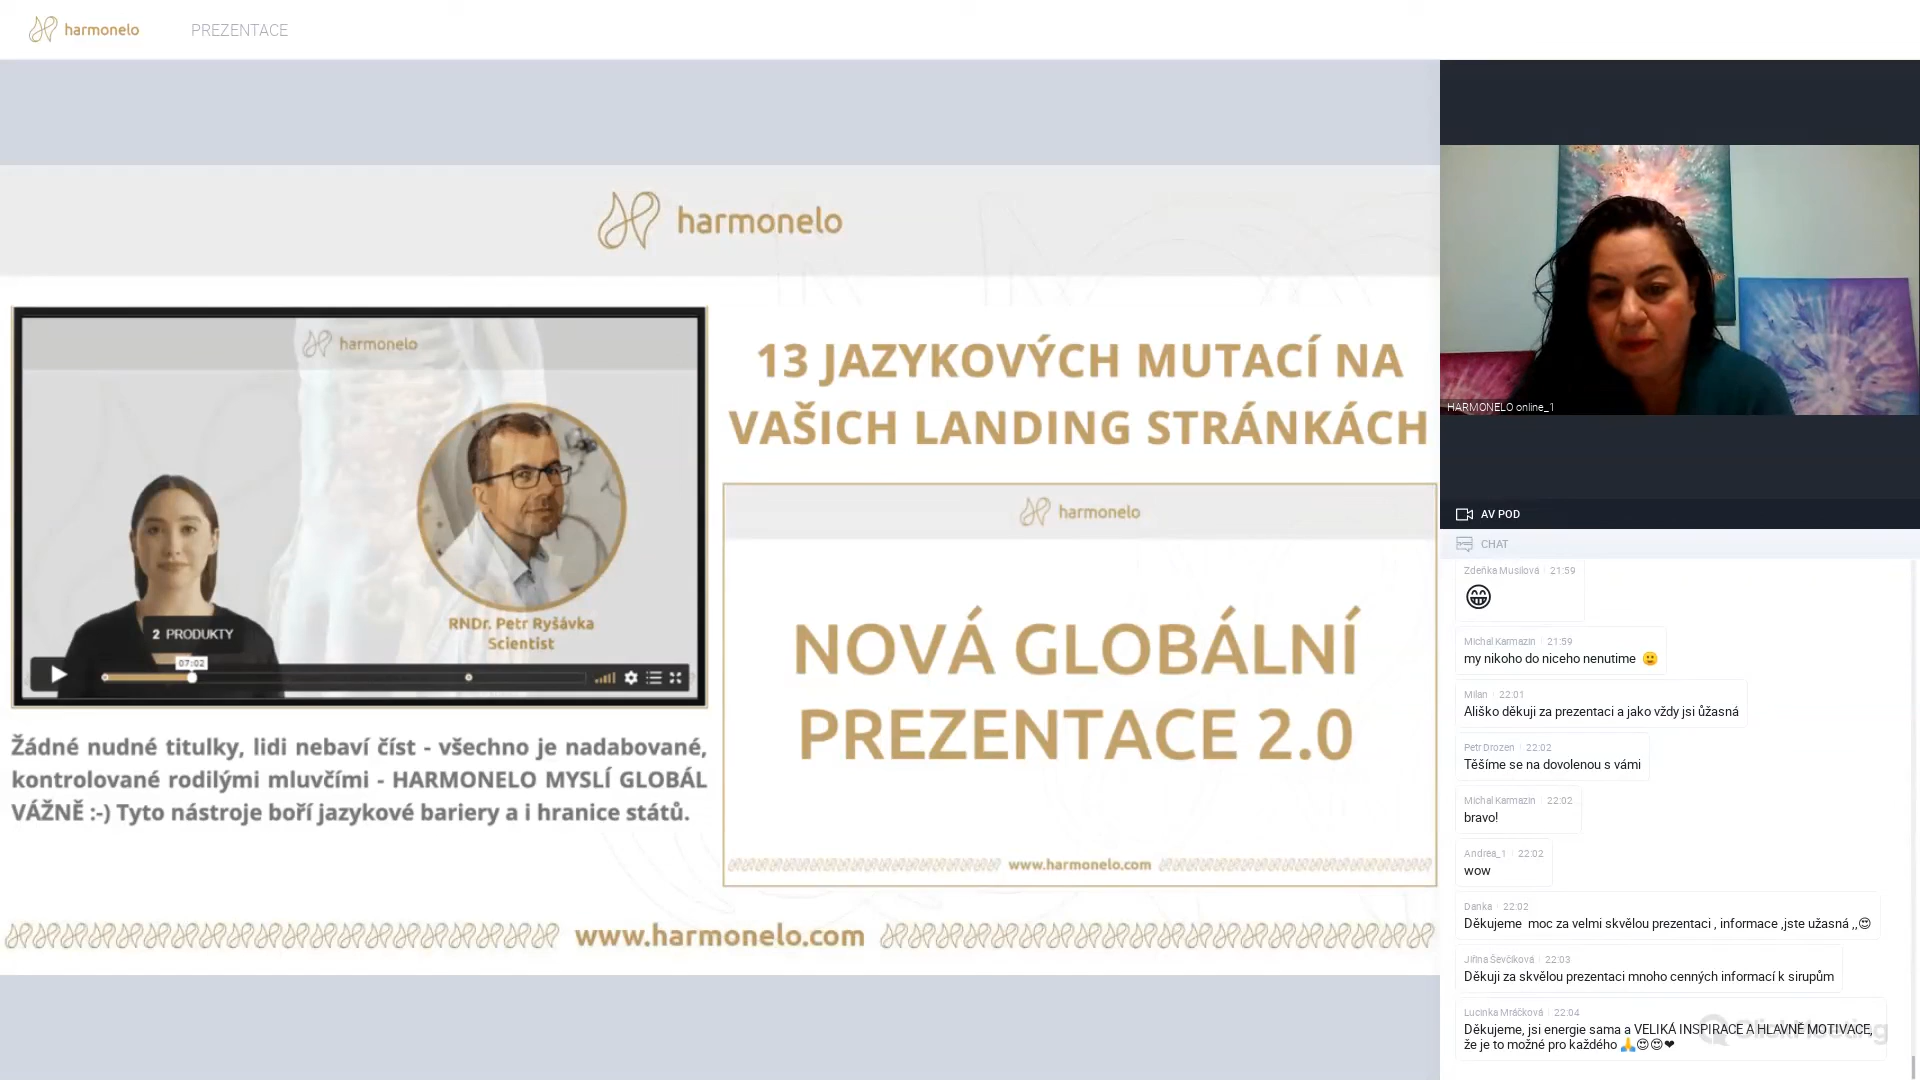 harmonelo
PREZENTACE
harmonelo
harmonelo
RNDr. Petr Ryšávka
Scientist
2 PRODUKTY
07:02
Žádné nudné titulky, lidi nebaví číst - všechno je nadabované,
kontrolované rodilými mluvčími - HARMONELO MYSLÍ GLOBÁL
VÁŽNĚ :-) Tyto nástroje boří jazykové bariery a i hranice států.
13 JAZYKOVÝCH MUTACÍ NA
VAŠICH LANDING STRÁNKÁCH
harmonelo
NOVÁ GLOBÁLNÍ
PREZENTACE 2.0
www.harmonelo.com
www.harmonelo.com
HARMONELO online_1
AV POD
CHAT
Zdeňka Musilová 21:59
😁
Michal Karmazin 21:59
my nikoho do niceho nenutime 🙂
Milan 22:01
Ališko děkuji za prezentaci a jako vždy jsi úžasná
Petr Drozen 22:02
Těšíme se na dovolenou s vámi
Michal Karmazin 22:02
bravo!
Andrea_1 22:02
wow
Danka 22:02
Děkujeme moc za velmi skvělou prezentaci , informace ,jste užasná ,,😍
Jiřina Ševčíková 22:03
Děkuji za skvělou prezentaci mnoho cenných informací k sirupům
Lucinka Mráčková 22:04
Děkujeme, jsi energie sama a VELIKÁ INSPIRACE A HLAVNĚ MOTIVACE,
že je to možné pro každého 🙏😍😍❤
ClickMeeting